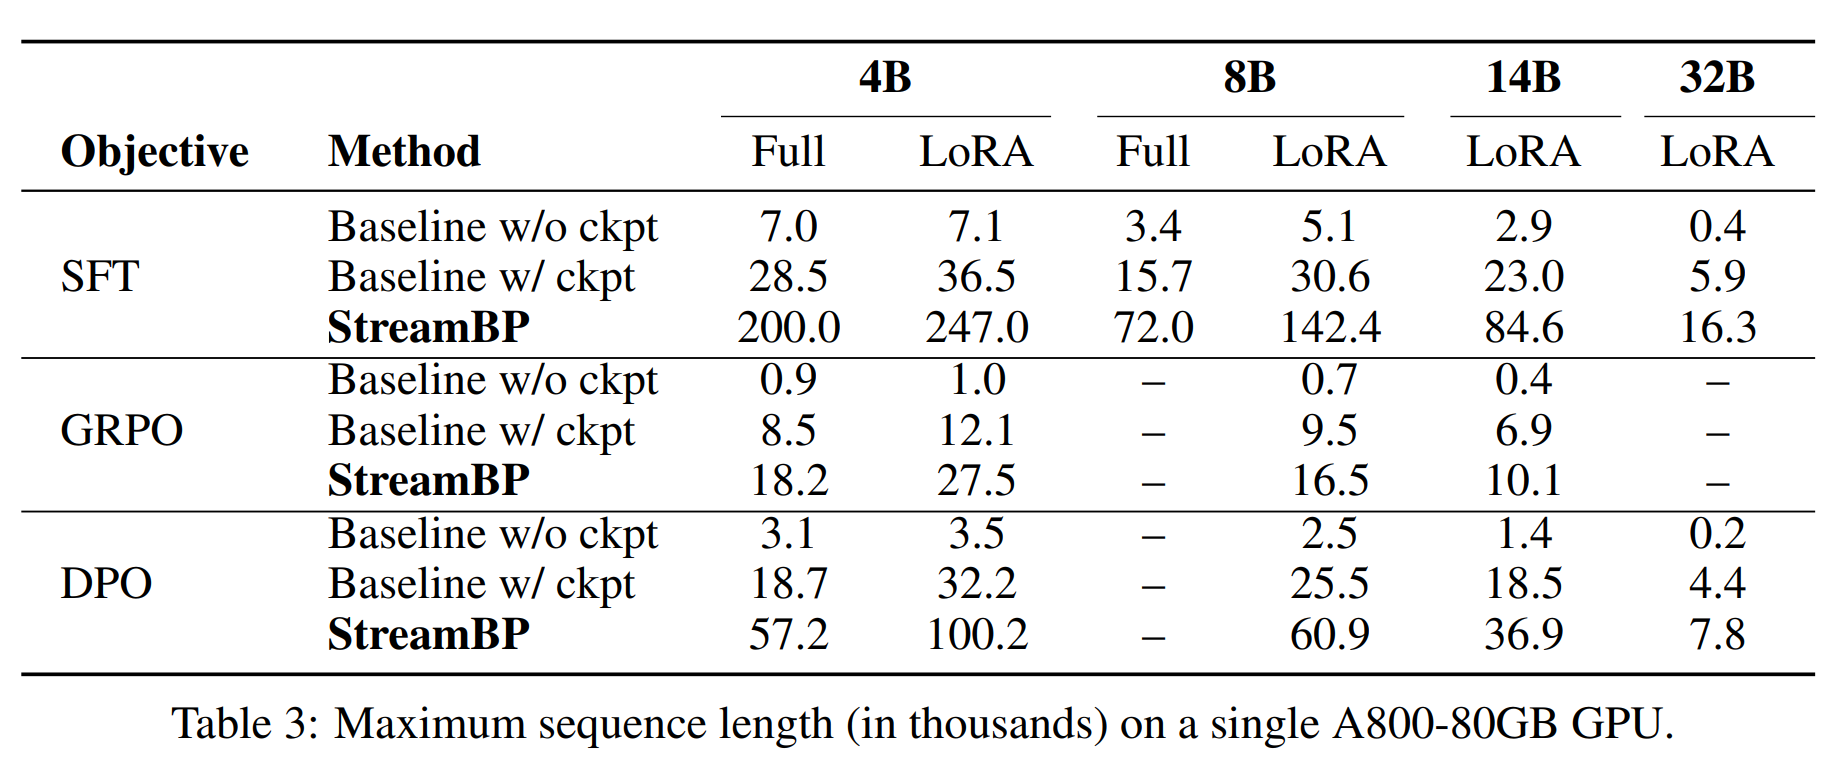 4B 8B 14B 32B
Objective Method Full LoRA Full LoRA LoRA LoRA
Baseline w/o ckpt 7.0 7.1 3.4 5.1 2.9 0.4
SFT Baseline w/ ckpt 28.5 36.5 15.7 30.6 23.0 5.9
StreamBP 200.0 247.0 72.0 142.4 84.6 16.3
Baseline w/o ckpt 0.9 1.0 – 0.7 0.4 –
GRPO Baseline w/ ckpt 8.5 12.1 – 9.5 6.9 –
StreamBP 18.2 27.5 – 16.5 10.1 –
Baseline w/o ckpt 3.1 3.5 – 2.5 1.4 0.2
DPO Baseline w/ ckpt 18.7 32.2 – 25.5 18.5 4.4
StreamBP 57.2 100.2 – 60.9 36.9 7.8
Table 3: Maximum sequence length (in thousands) on a single A800-80GB GPU.